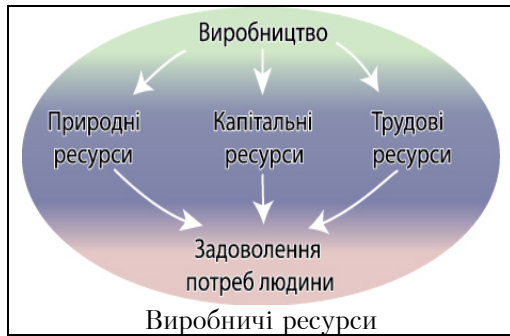 Виробництво
Природні
ресурси
Капітальні
ресурси
Трудові
ресурси
Задоволення
потреб людини
Виробничі ресурси